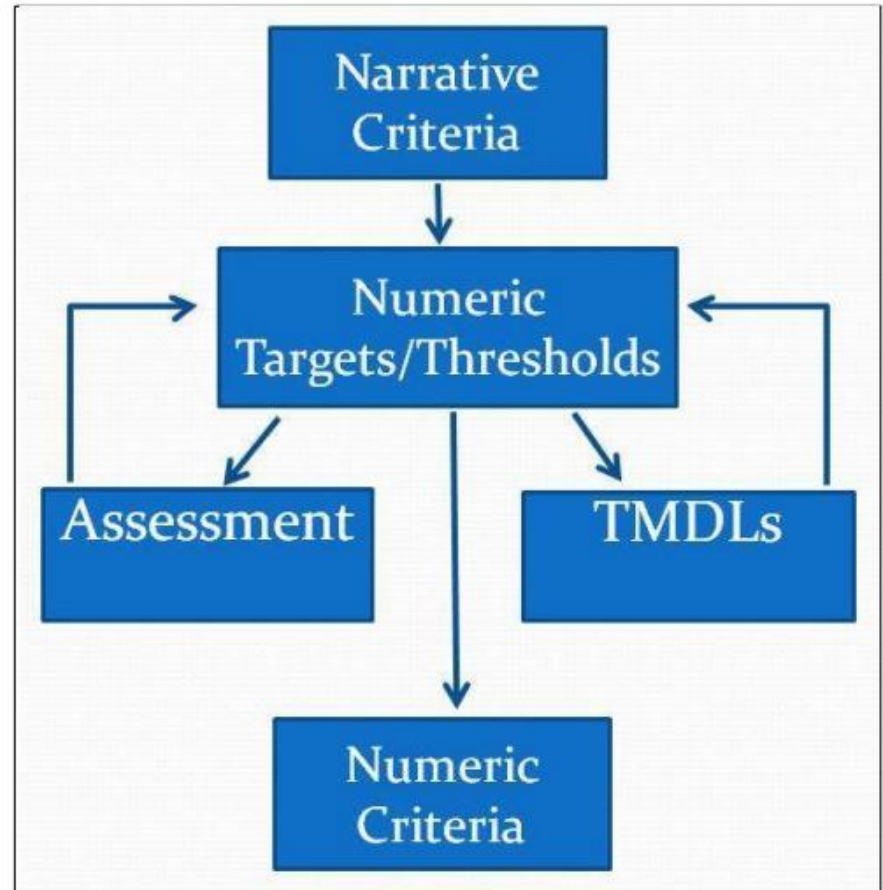 Narrative
Criteria
Numeric
Targets/Thresholds
Assessment
TMDLs
Numeric
Criteria